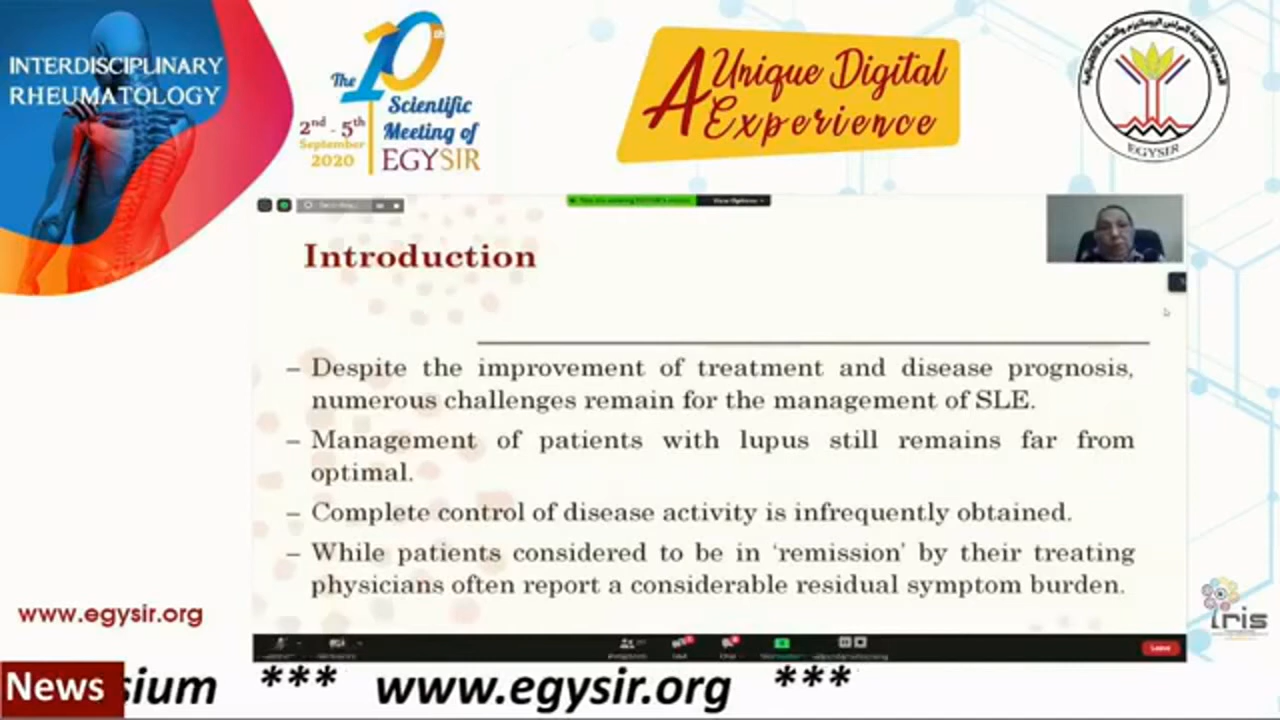 INTERDISCIPLINARY
RHEUMATOLOGY
The 10th
Scientific
Meeting of
EGYSIR
2nd - 5th
September
2020
A Unique Digital
Experience
EGYSIR
View Options
Introduction
– Despite the improvement of treatment and disease prognosis,
numerous challenges remain for the management of SLE.
– Management of patients with lupus still remains far from
optimal.
– Complete control of disease activity is infrequently obtained.
– While patients considered to be in ‘remission’ by their treating
physicians often report a considerable residual symptom burden.
www.egysir.org
iris
Leave
News sium *** www.egysir.org ***